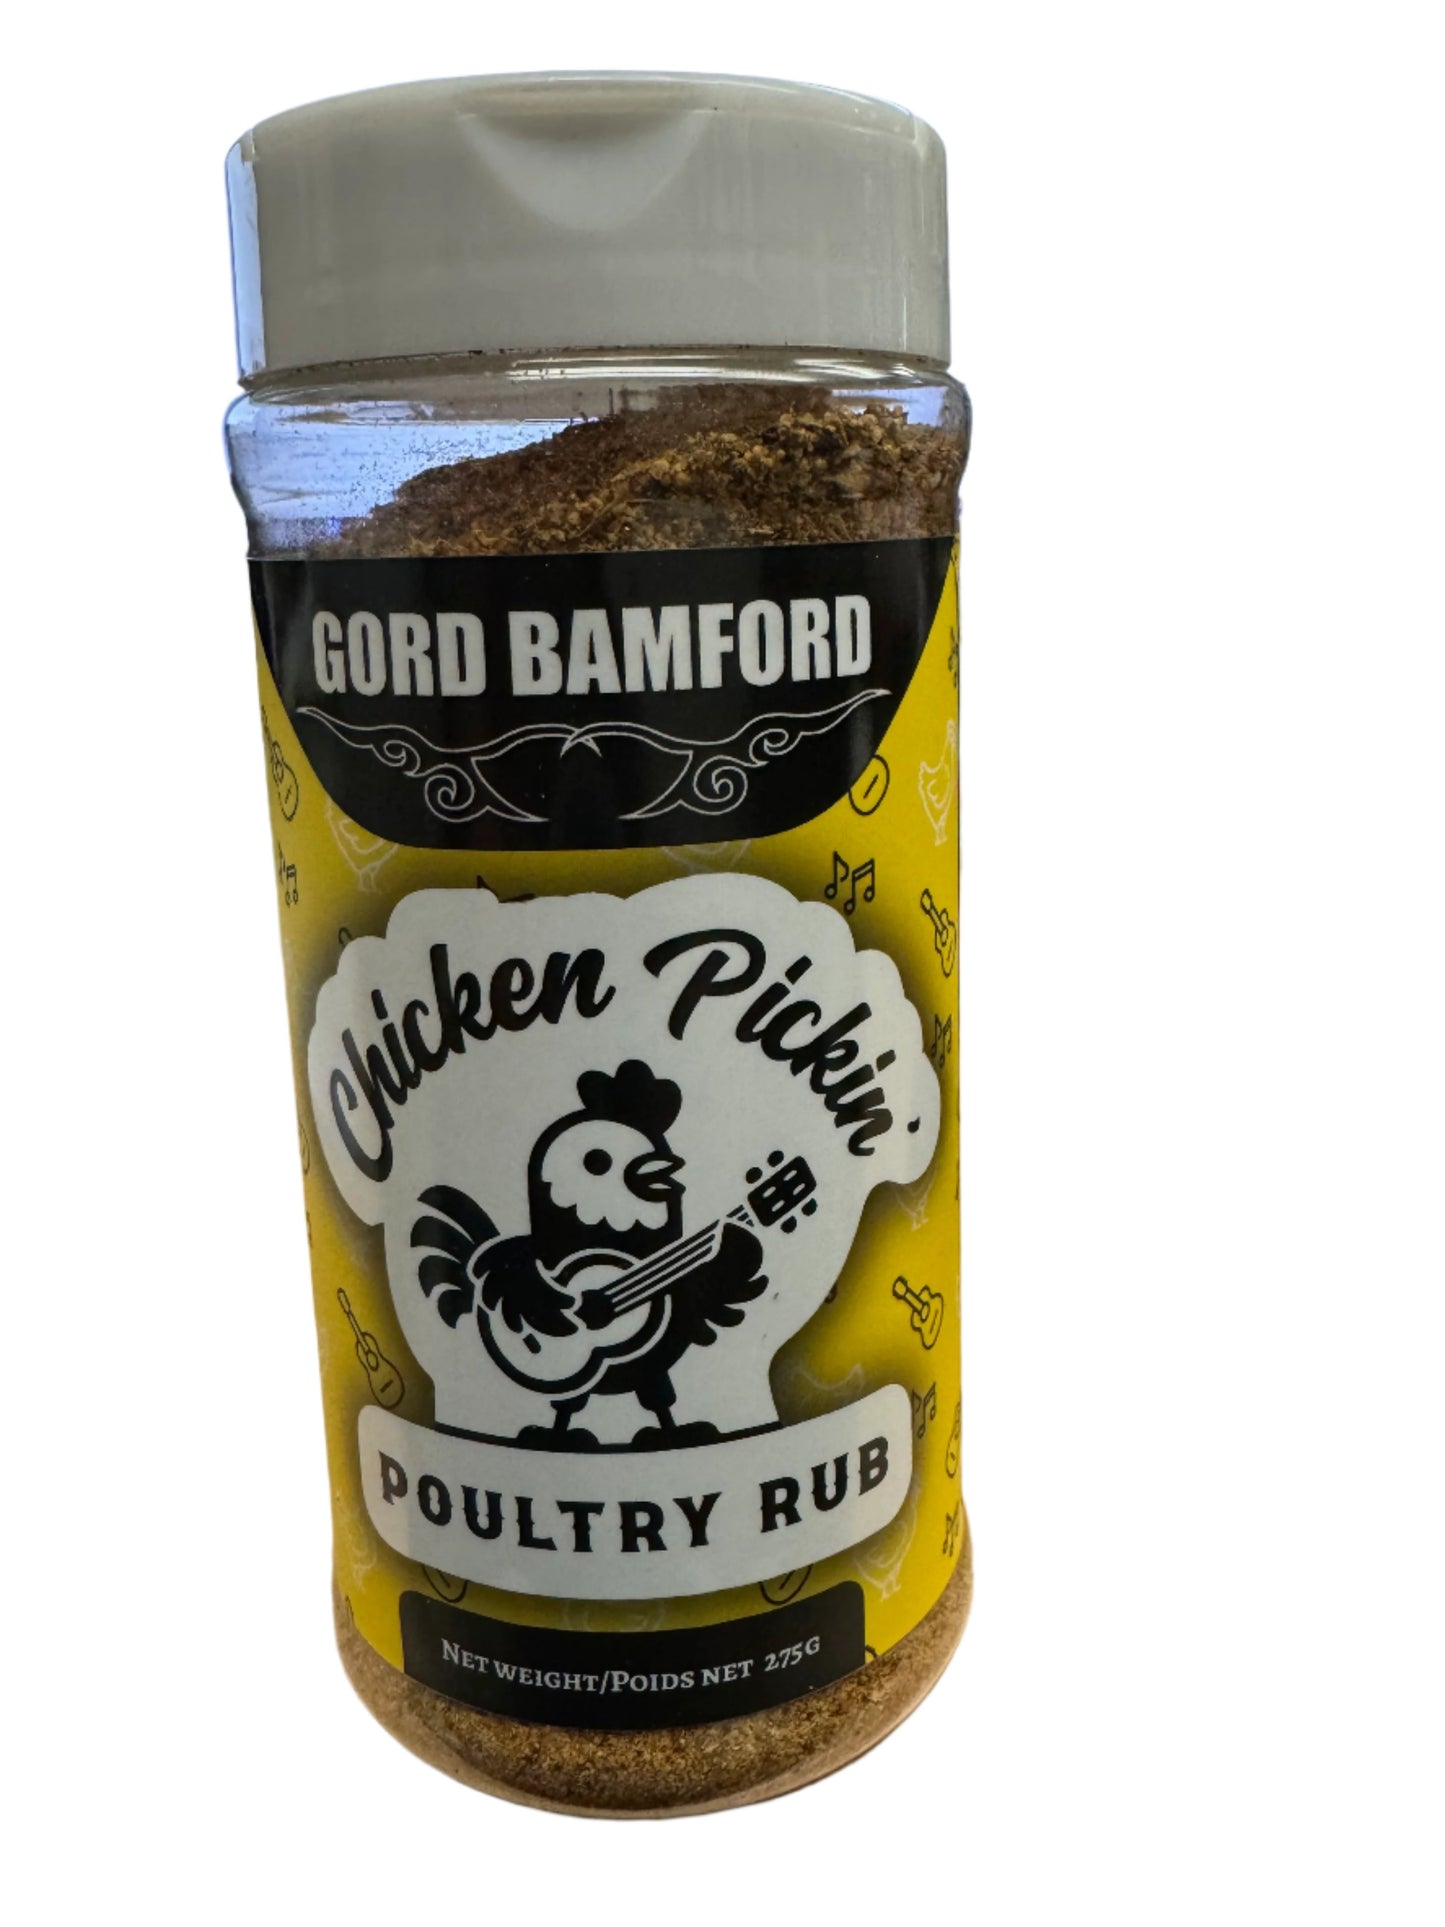 GORD BAMFORD
Chicken Pickin'
POULTRY RUB
NET WEIGHT/POIDS NET 275G